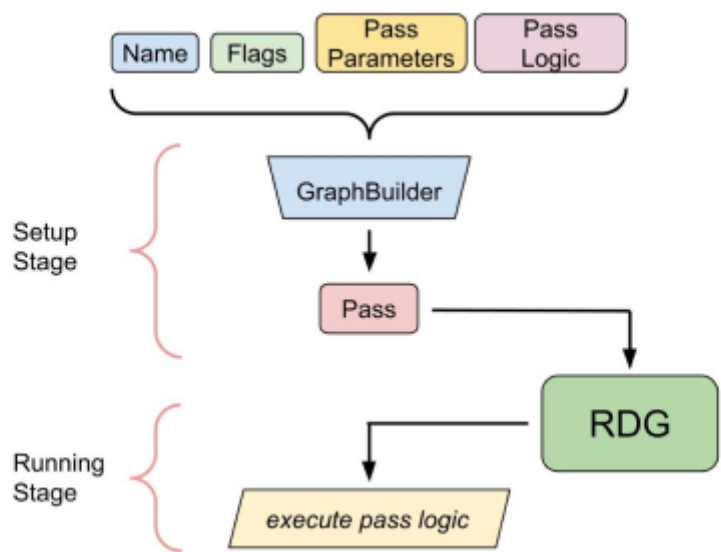 Name
Flags
Pass
Parameters
Pass
Logic
GraphBuilder
Setup
Stage
Pass
RDG
Running
Stage
execute pass logic